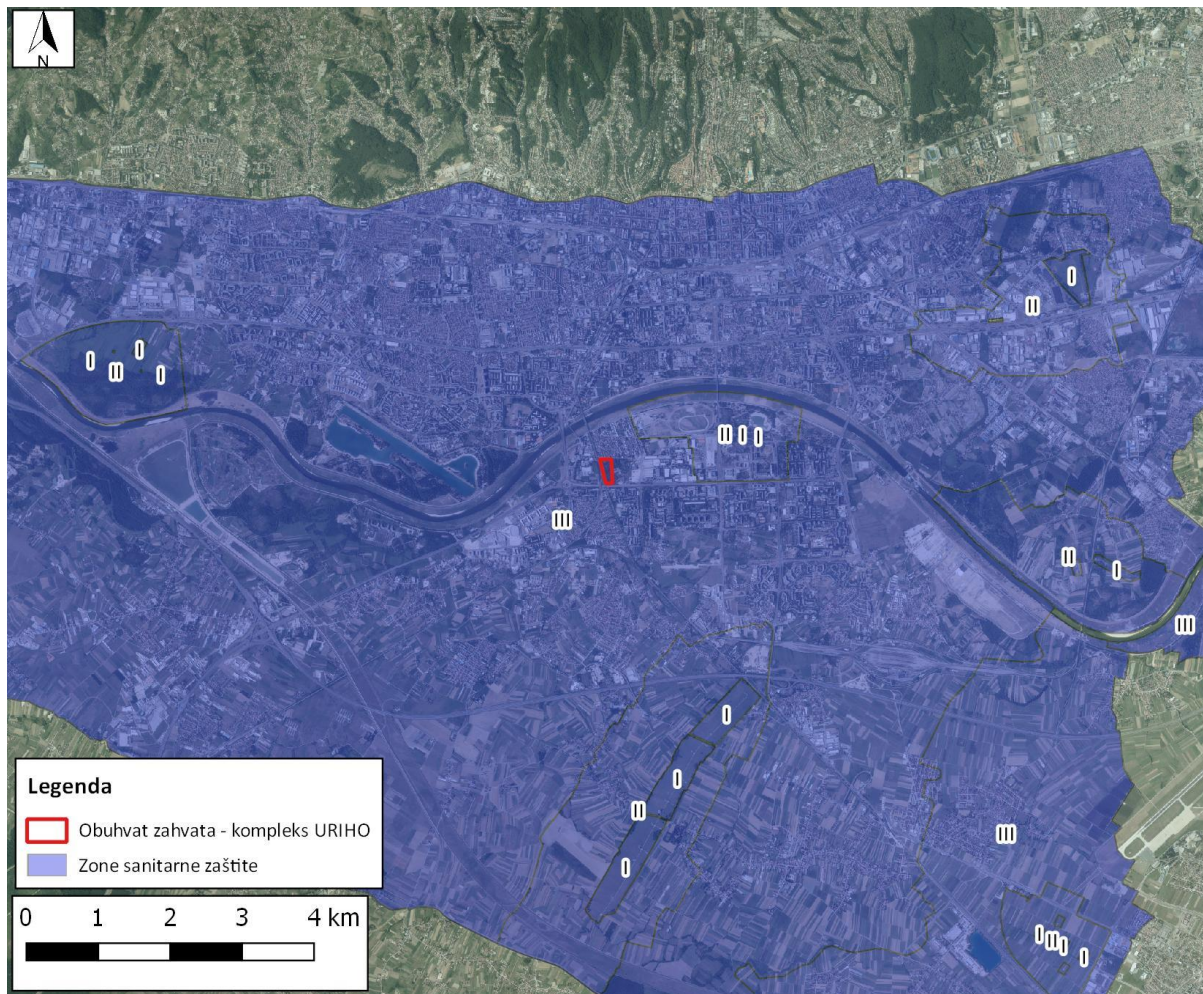 N
I
II
I
I
II
I
II
I
I
III
II
I
III
I
I
II
I
III
I
II
I
I
Legenda
Obuhvat zahvata - kompleks URIHO
Zone sanitarne zaštite
0 1 2 3 4 km